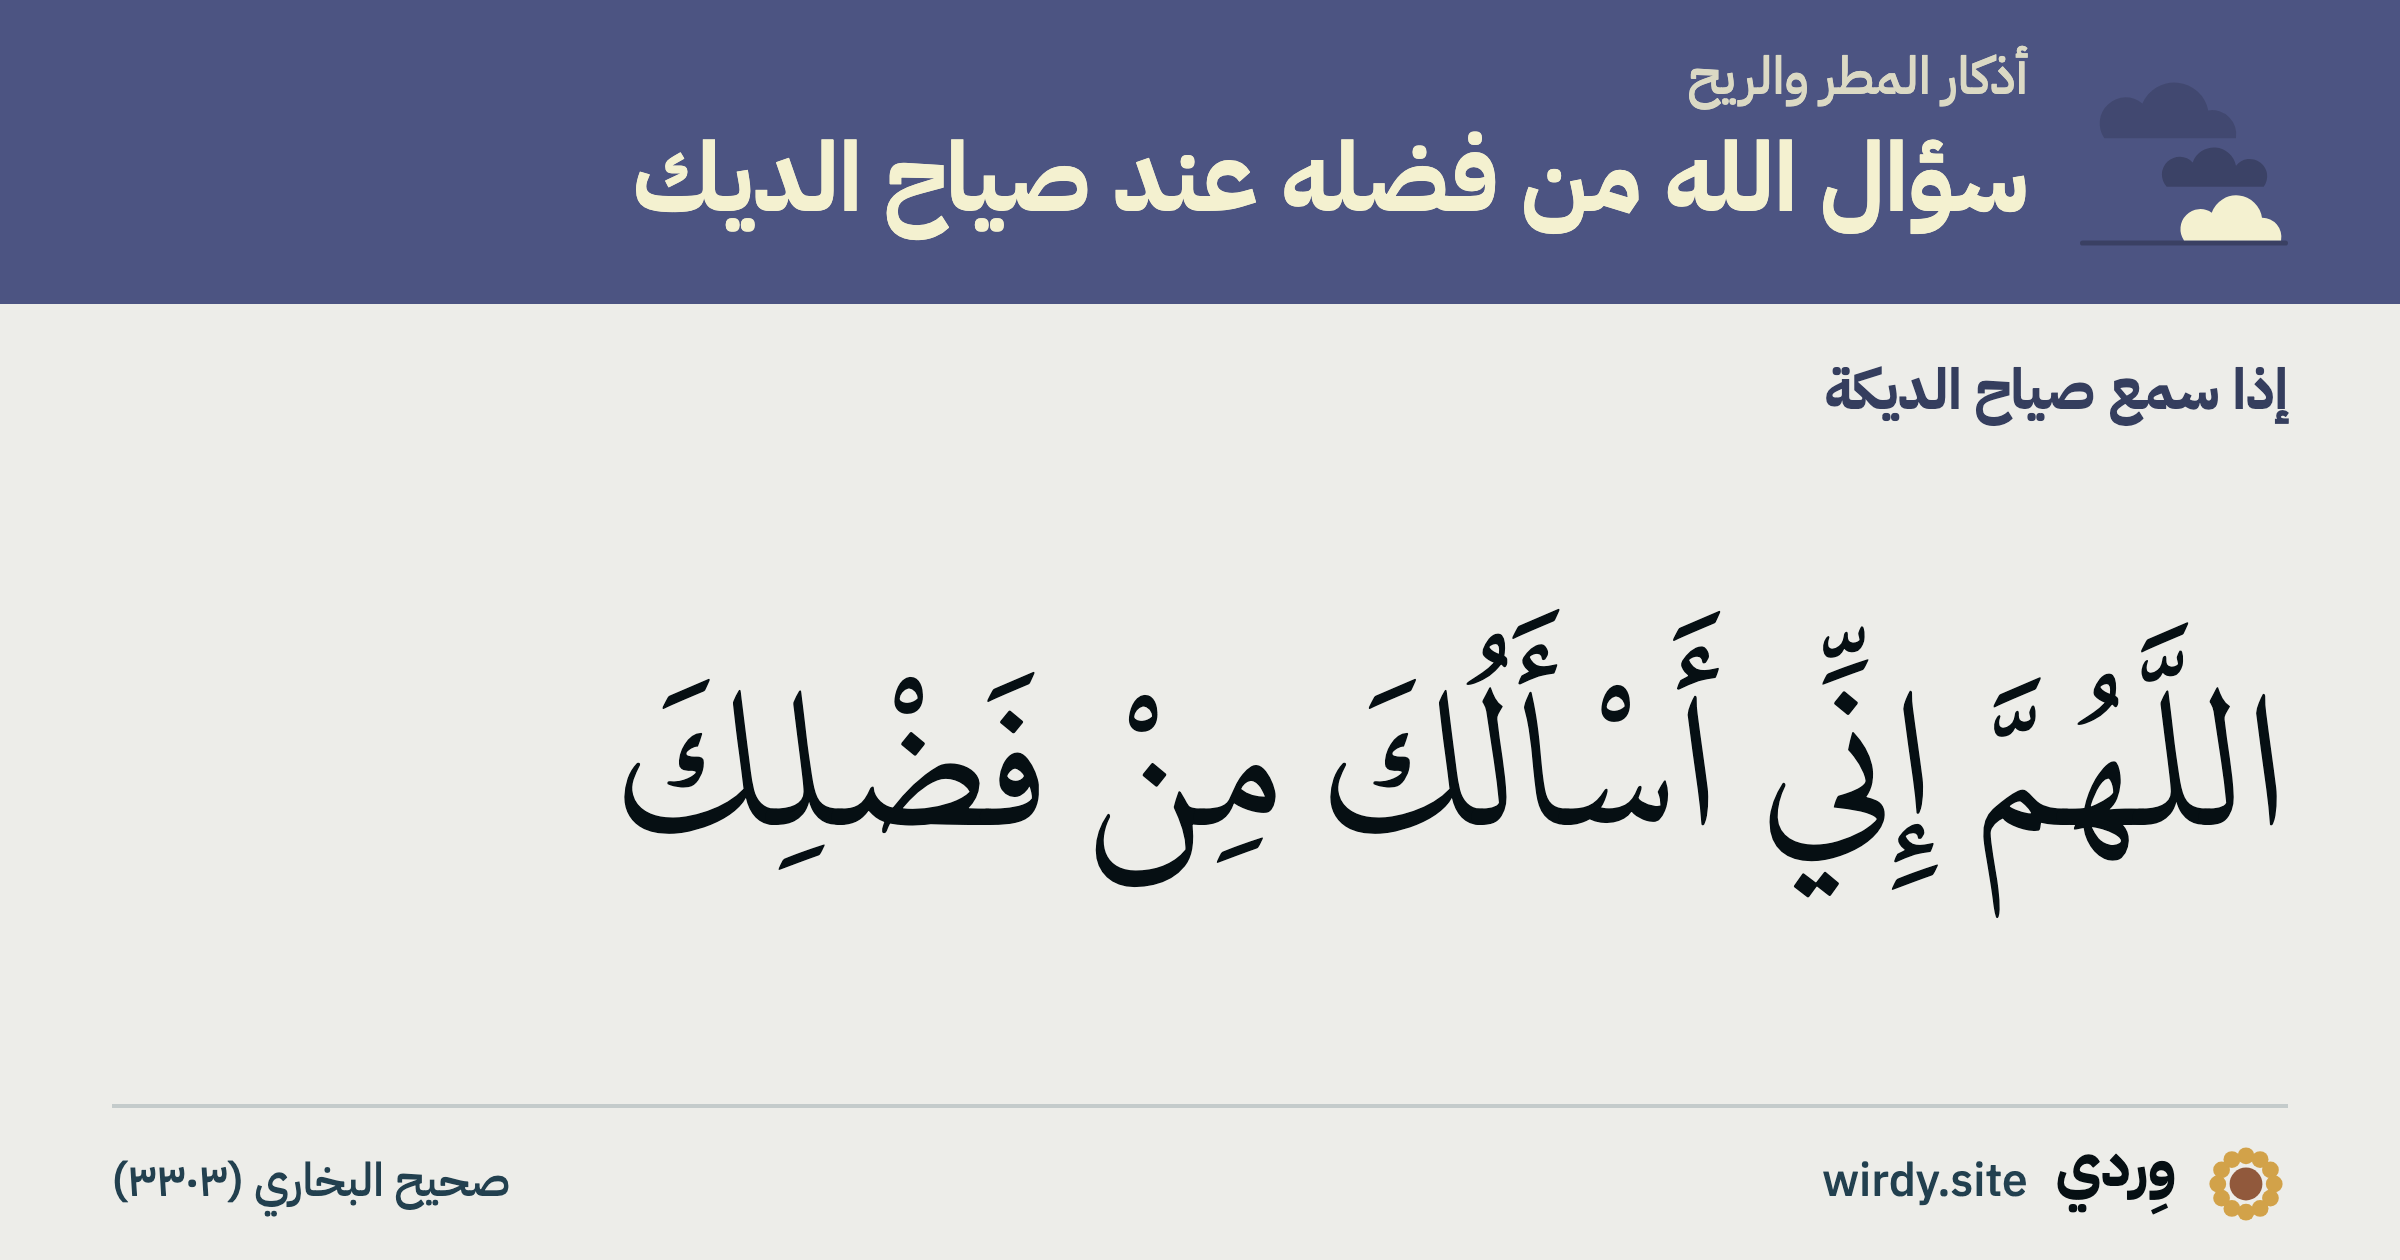 أذكار المطر والريح
سؤال الله من فضله عند صياح الديك
إذا سمع صياح الديكة
اللَّهُمَّ إِنِّي أَسْأَلُكَ مِنْ فَضْلِكَ
وِردي wirdy.site
صحيح البخاري (٣٣٠٣)